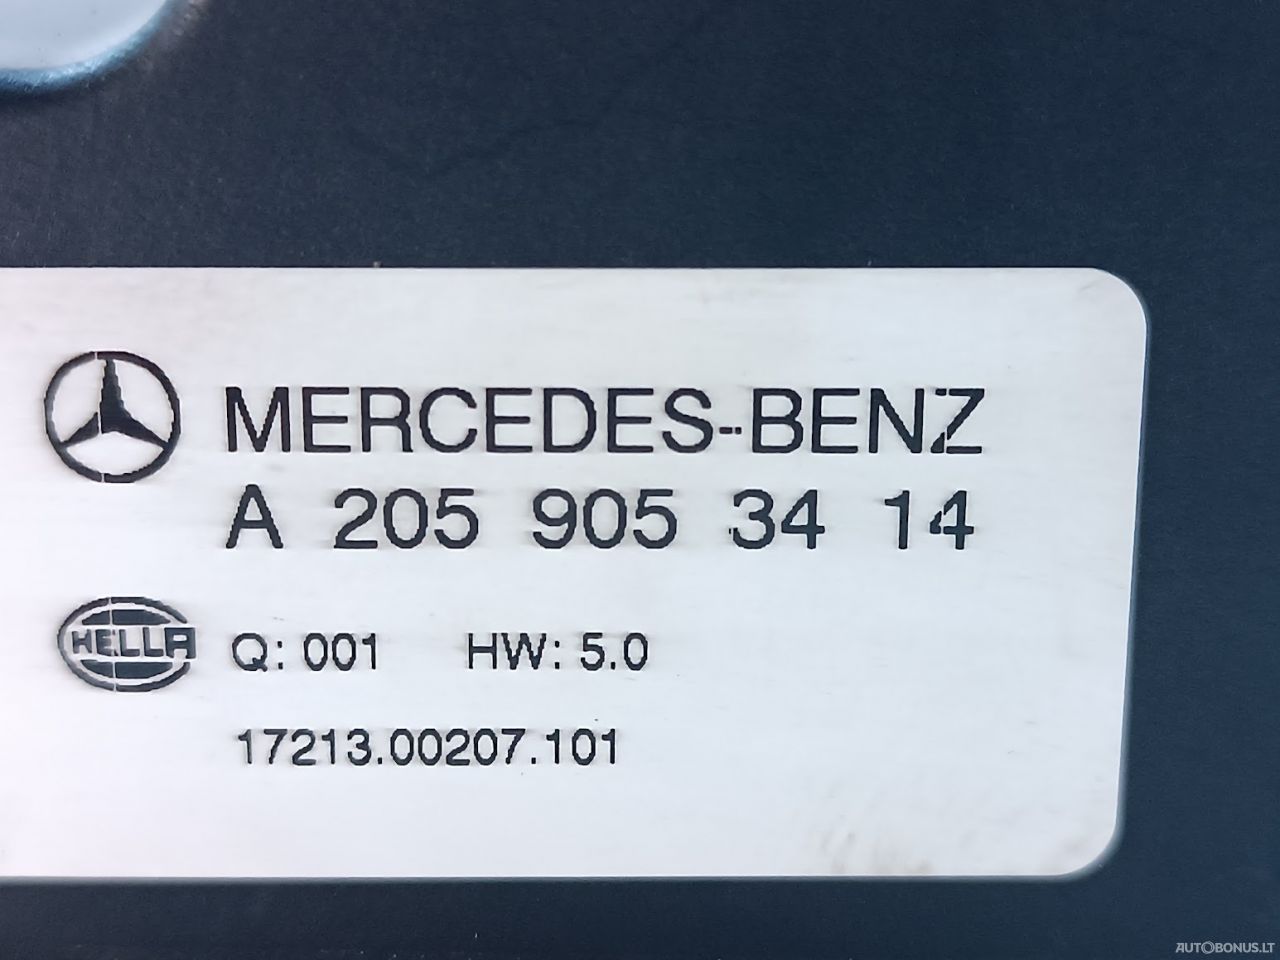 MERCEDES-BENZ
A 205 905 34 14
HELLA Q: 001 HW: 5.0
17213.00207.101
AUTOBONUS.LT